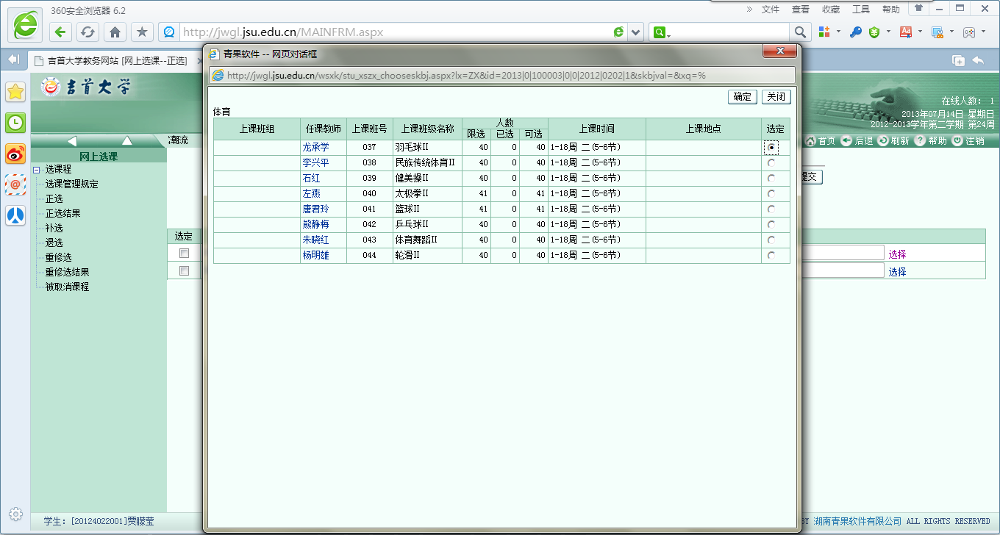 360安全浏览器 6.2
» 文件 查看 收藏 工具 帮助
http://jwgl.jsu.edu.cn/MAINFRM.aspx
吉首大学教务网站 [网上选课--正选]
青果软件 -- 网页对话框
http://jwgl.jsu.edu.cn/wsxk/stu_xszx_chooseskbj.aspx?lx=ZX&id=2013|0|100003|0|0|2012|0202|1&skbjval=&xq=%
吉首大学
在线人数: 1
2013年07月14日 星期日
2012-2013学年第二学期 第24周
首页 后退 刷新 帮助 注销
潮流
网上选课
选课程
选课管理规定
正选
正选结果
补选
退选
重修选
重修选结果
被取消课程
选定
确定 关闭
体育
上课班组 任课教师 上课班号 上课班级名称 人数 上课时间 上课地点 选定
限选 已选 可选
龙承学 037 羽毛球II 40 0 40 1-18周 二(5-6节)
李兴平 038 民族传统体育II 40 0 40 1-18周 二(5-6节)
石红 039 健美操II 40 0 40 1-18周 二(5-6节)
左燕 040 太极拳II 41 0 41 1-18周 二(5-6节)
唐君玲 041 篮球II 41 0 41 1-18周 二(5-6节)
熊静梅 042 乒乓球II 40 0 40 1-18周 二(5-6节)
朱晓红 043 体育舞蹈II 40 0 40 1-18周 二(5-6节)
杨明雄 044 轮滑II 40 0 40 1-18周 二(5-6节)
提交
选择
选择
学生: [20124022001]贾朦莹
BY 湖南青果软件有限公司 ALL RIGHTS RESERVED